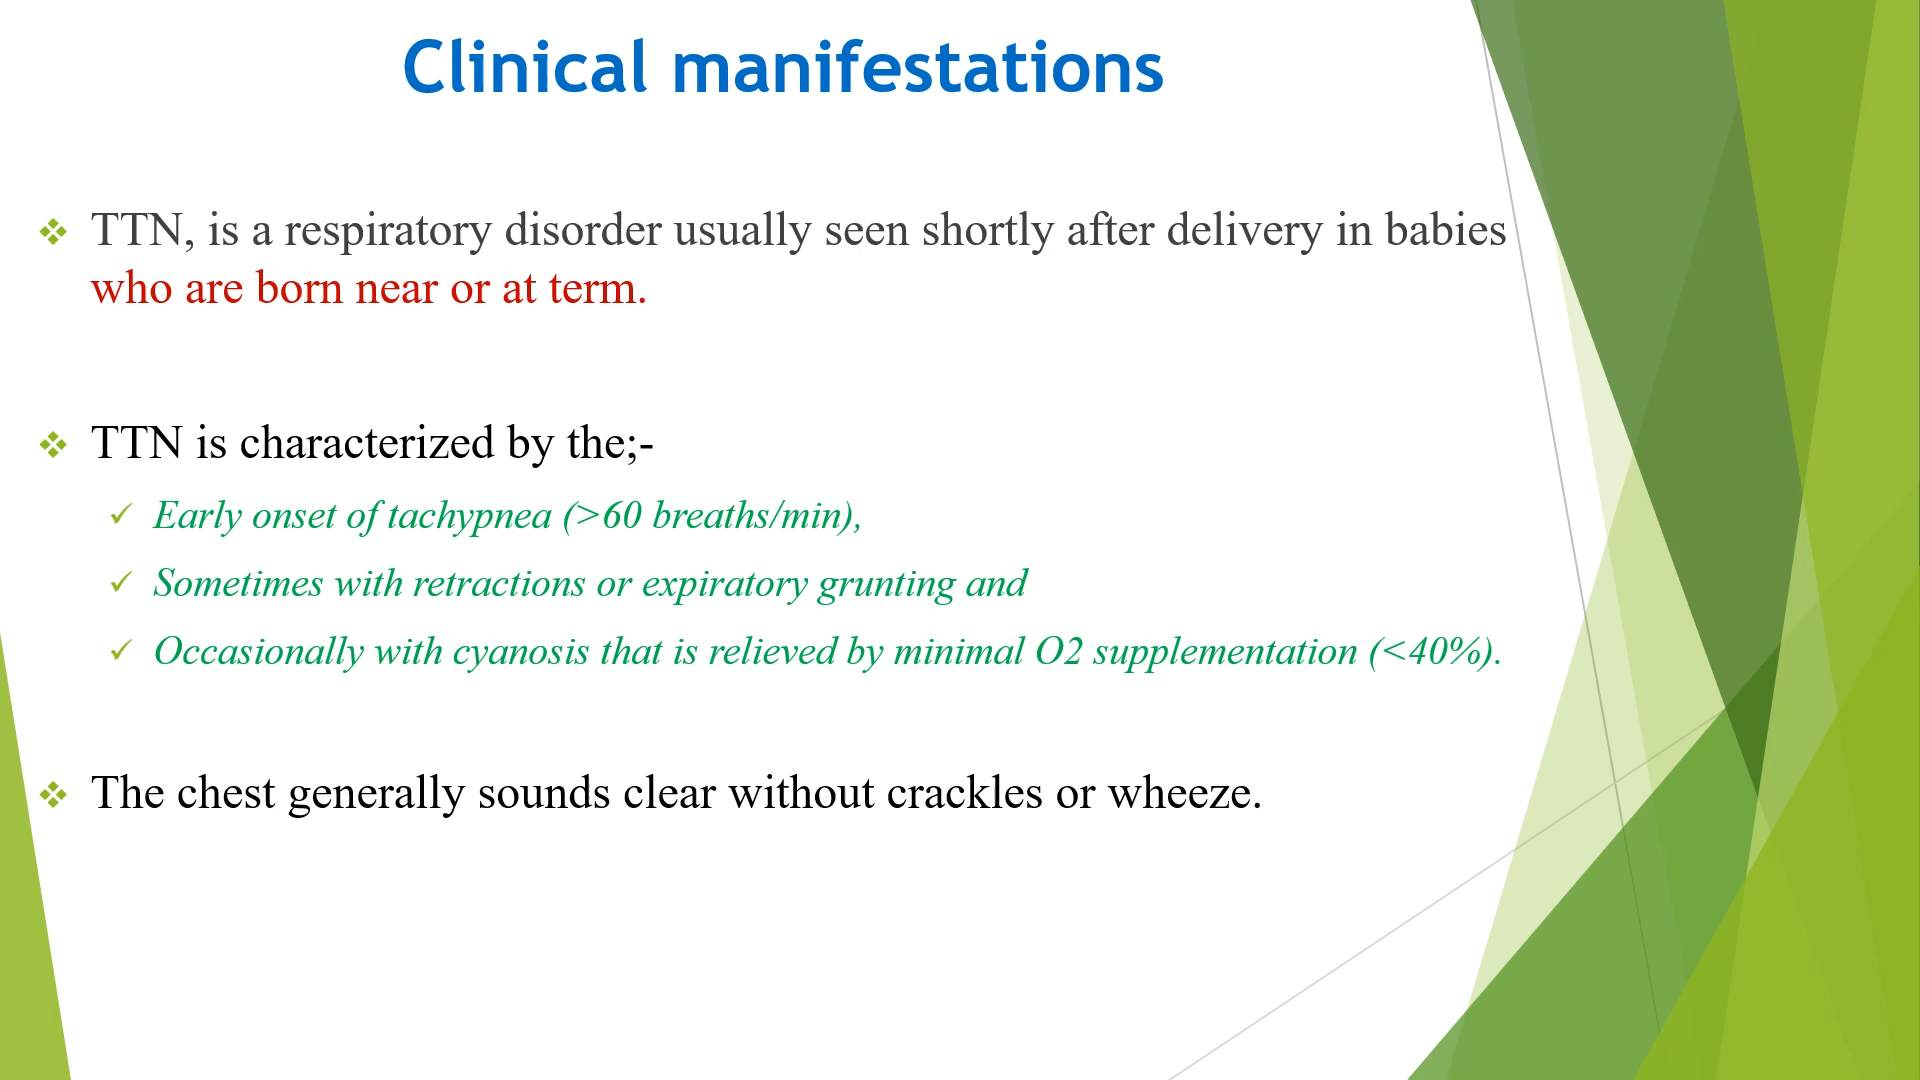 Clinical manifestations
TTN, is a respiratory disorder usually seen shortly after delivery in babies
who are born near or at term.
TTN is characterized by the;-
Early onset of tachypnea (>60 breaths/min),
Sometimes with retractions or expiratory grunting and
Occasionally with cyanosis that is relieved by minimal O2 supplementation (<40%).
The chest generally sounds clear without crackles or wheeze.